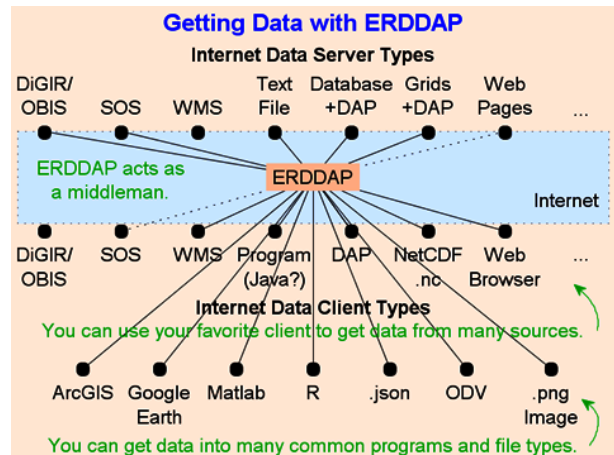 Getting Data with ERDDAP
Internet Data Server Types
DiGIR/ OBIS
SOS
WMS
Text File
Database +DAP
Grids +DAP
Web Pages
...
ERDDAP acts as
a middleman.
ERDDAP
Internet
DiGIR/ OBIS
SOS
WMS
Program (Java?)
DAP
NetCDF .nc
Web Browser
...
Internet Data Client Types
You can use your favorite client to get data from many sources.
ArcGIS
Google Earth
Matlab
R
.json
ODV
.png Image
You can get data into many common programs and file types.